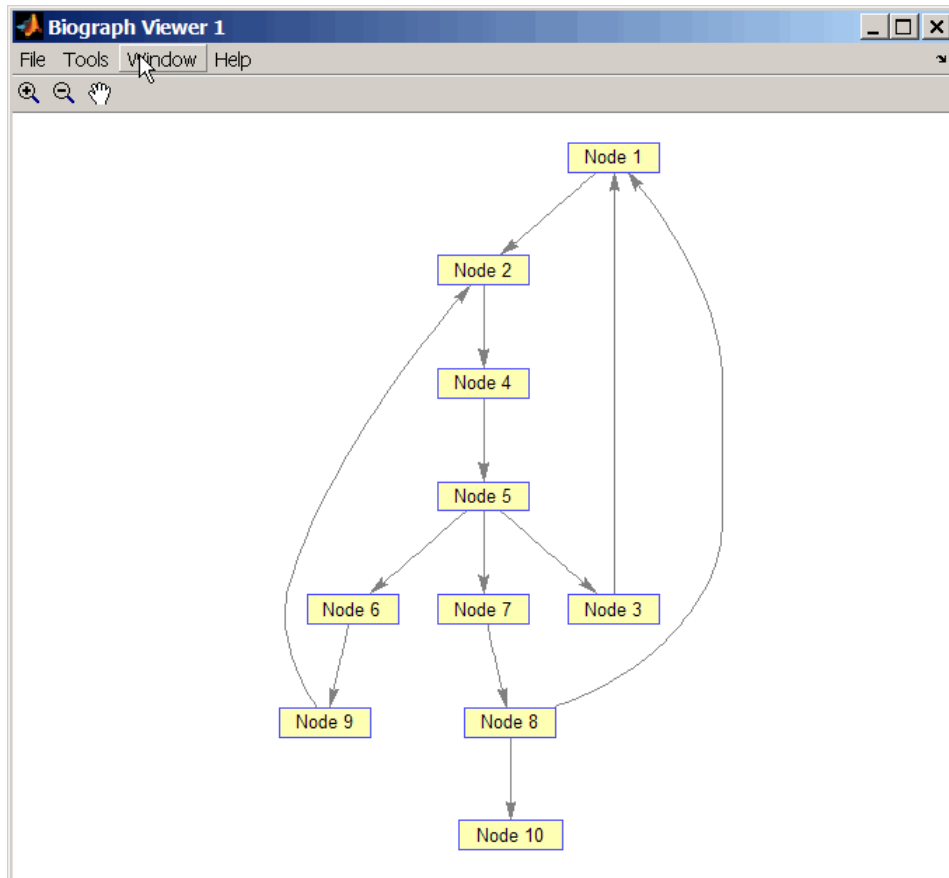 Biograph Viewer 1
File Tools Window Help
Node 1
Node 2
Node 4
Node 5
Node 6 Node 7 Node 3
Node 9 Node 8
Node 10